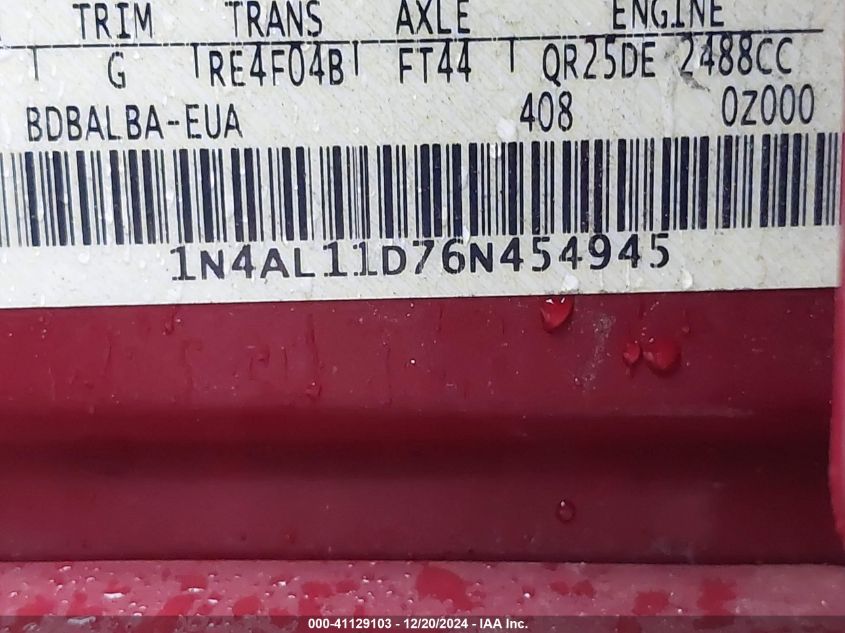 TRIM TRANS AXLE ENGINE
G RE4F04B FT44 QR25DE 2488CC
BDBALBA-EUA 408 0Z000
1N4AL11D76N454945
000-41129103 - 12/20/2024 - IAA Inc.